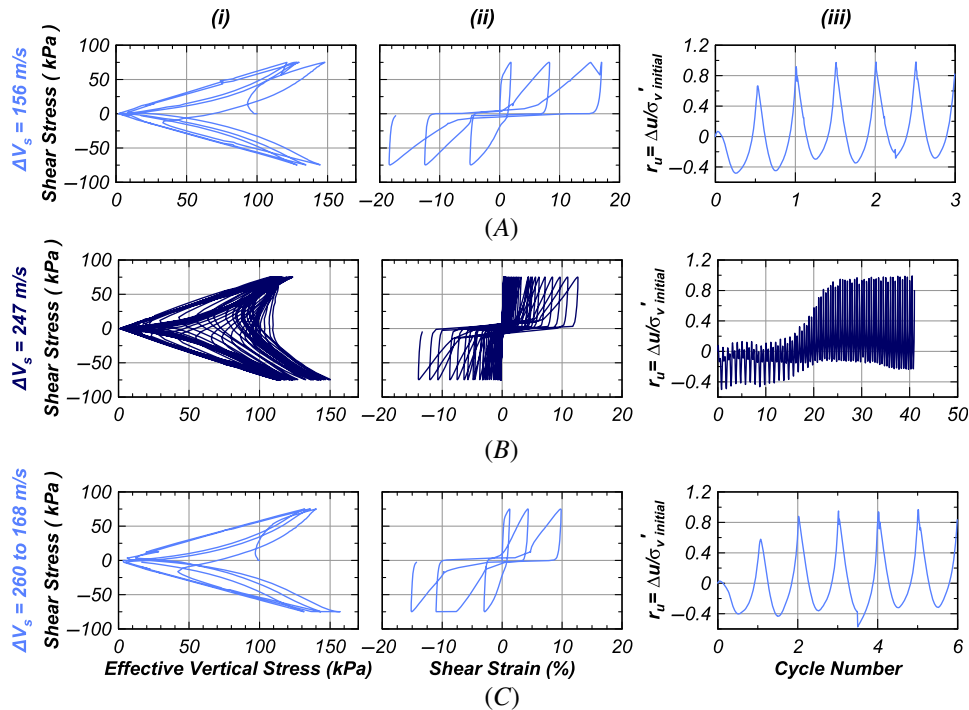 (i) (ii) (iii)
ΔVs = 156 m/s
Shear Stress ( kPa )
100
50
0
−50
−100
0 50 100 150
−20 −10 0 10 20
ru = Δu/σv′ initial
1.2
0.8
0.4
0
−0.4
0 1 2 3
(A)
ΔVs = 247 m/s
Shear Stress ( kPa )
100
50
0
−50
−100
0 50 100 150
−20 −10 0 10 20
ru = Δu/σv′ initial
1.2
0.8
0.4
0
−0.4
0 10 20 30 40 50
(B)
ΔVs = 260 to 168 m/s
Shear Stress ( kPa )
100
50
0
−50
−100
0 50 100 150
Effective Vertical Stress (kPa)
−20 −10 0 10 20
Shear Strain (%)
ru = Δu/σv′ initial
1.2
0.8
0.4
0
−0.4
0 2 4 6
Cycle Number
(C)